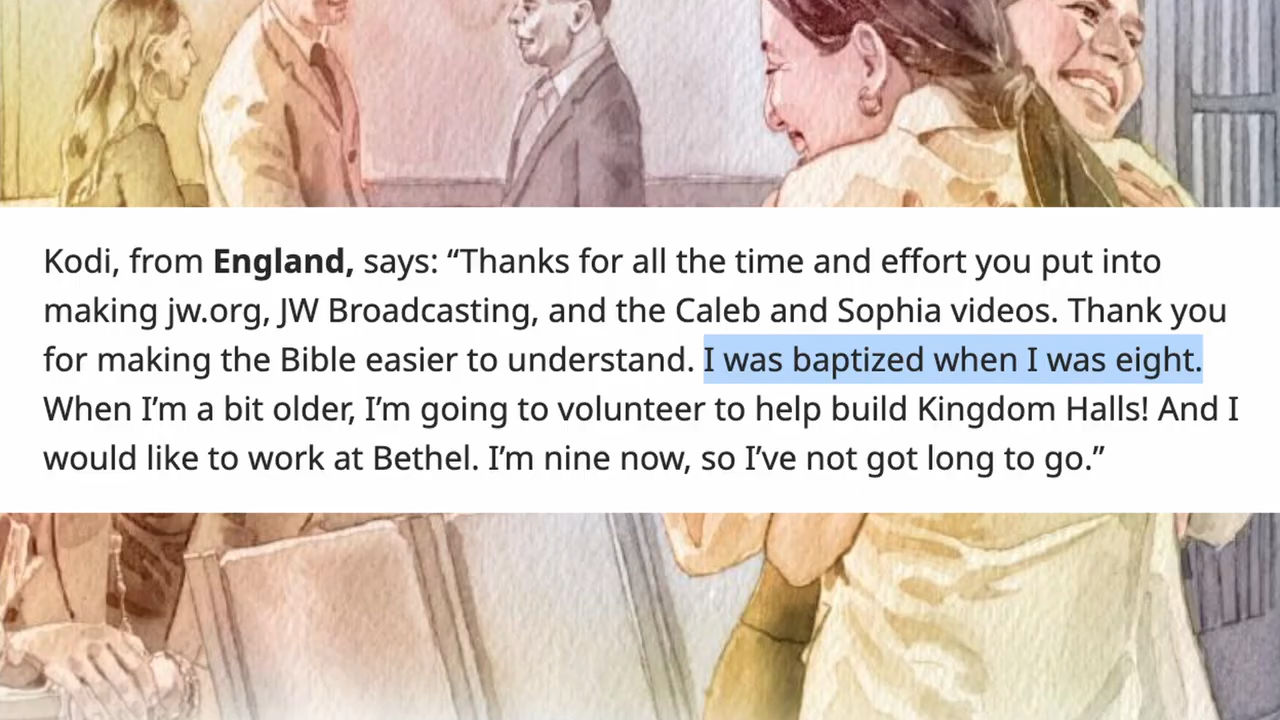 Kodi, from England, says: “Thanks for all the time and effort you put into
making jw.org, JW Broadcasting, and the Caleb and Sophia videos. Thank you
for making the Bible easier to understand. I was baptized when I was eight.
When I’m a bit older, I’m going to volunteer to help build Kingdom Halls! And I
would like to work at Bethel. I’m nine now, so I’ve not got long to go.”